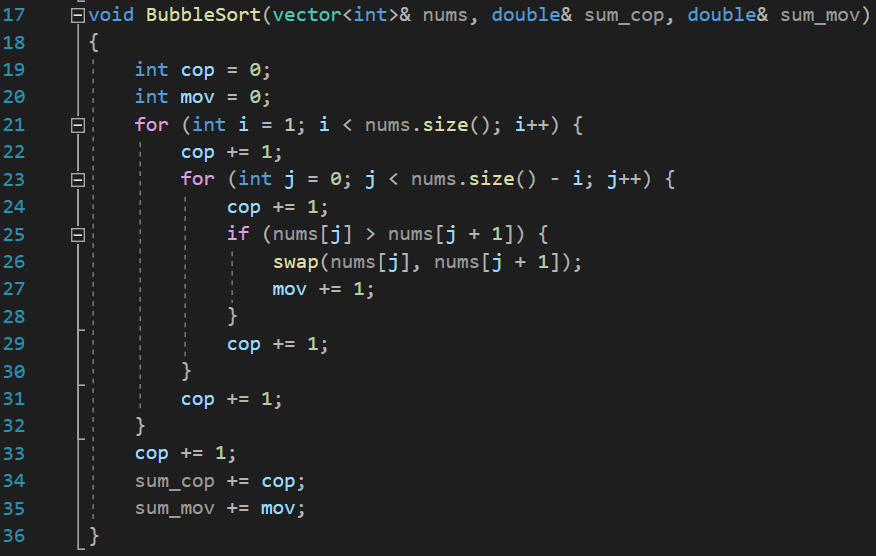 17 void BubbleSort(vector<int>& nums, double& sum_cop, double& sum_mov)
18 {
19     int cop = 0;
20     int mov = 0;
21     for (int i = 1; i < nums.size(); i++) {
22         cop += 1;
23         for (int j = 0; j < nums.size() - i; j++) {
24             cop += 1;
25             if (nums[j] > nums[j + 1]) {
26                 swap(nums[j], nums[j + 1]);
27                 mov += 1;
28             }
29             cop += 1;
30         }
31         cop += 1;
32     }
33     cop += 1;
34     sum_cop += cop;
35     sum_mov += mov;
36 }